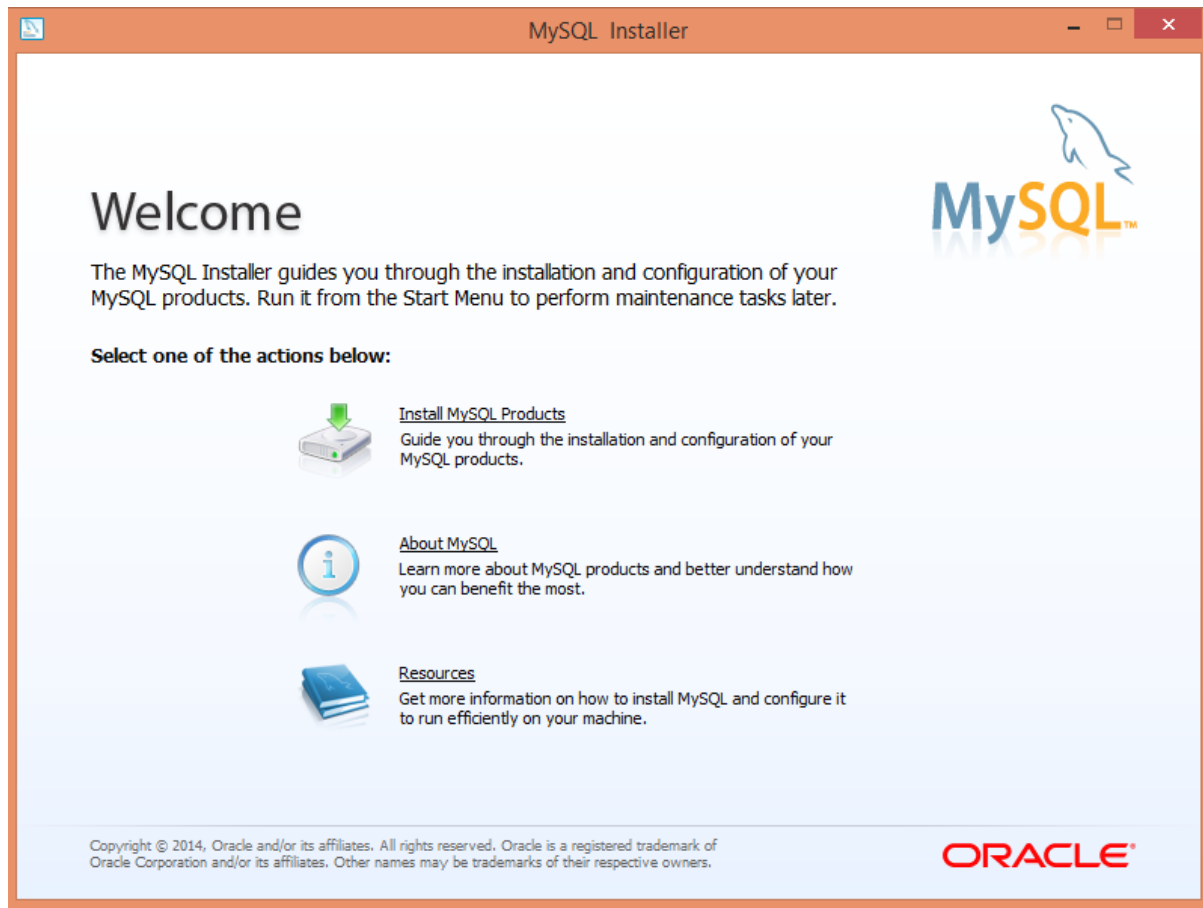 MySQL Installer
MySQL™
Welcome
The MySQL Installer guides you through the installation and configuration of your
MySQL products. Run it from the Start Menu to perform maintenance tasks later.
Select one of the actions below:
Install MySQL Products
Guide you through the installation and configuration of your
MySQL products.
About MySQL
Learn more about MySQL products and better understand how
you can benefit the most.
Resources
Get more information on how to install MySQL and configure it
to run efficiently on your machine.
Copyright © 2014, Oracle and/or its affiliates. All rights reserved. Oracle is a registered trademark of
Oracle Corporation and/or its affiliates. Other names may be trademarks of their respective owners.
ORACLE®